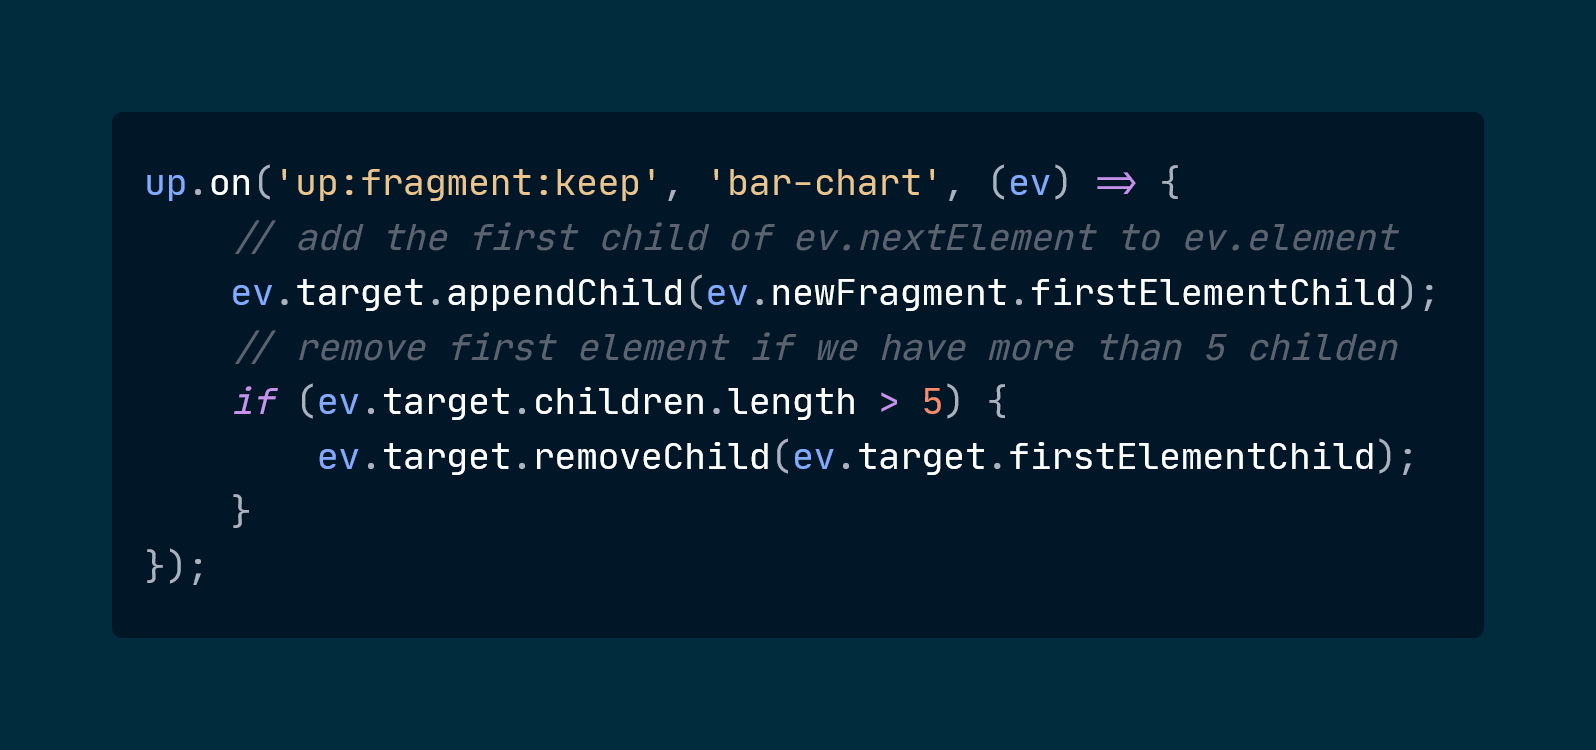 up.on('up:fragment:keep', 'bar-chart', (ev) => {
    // add the first child of ev.nextElement to ev.element
    ev.target.appendChild(ev.newFragment.firstElementChild);
    // remove first element if we have more than 5 childen
    if (ev.target.children.length > 5) {
        ev.target.removeChild(ev.target.firstElementChild);
    }
});